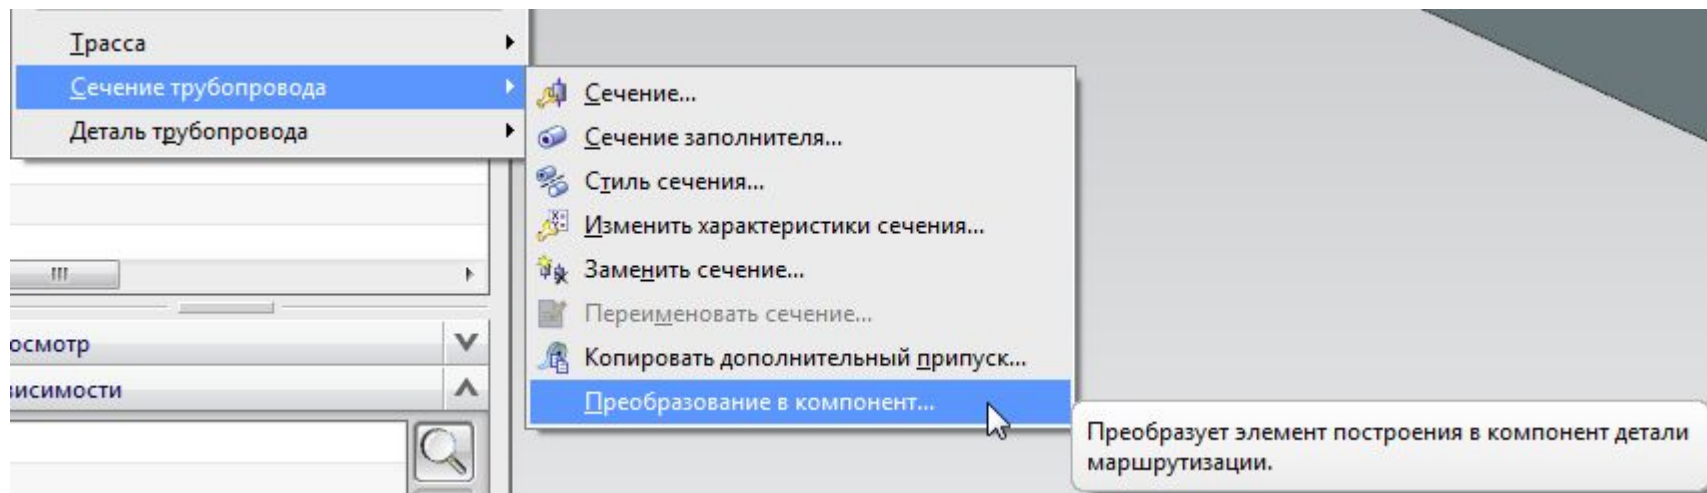 Трасса
Сечение трубопровода
Деталь трубопровода
Сечение...
Сечение заполнителя...
Стиль сечения...
Изменить характеристики сечения...
Заменить сечение...
Переименовать сечение...
Копировать дополнительный припуск...
Преобразование в компонент...
Преобразует элемент построения в компонент детали
маршрутизации.
осмотр
висимости